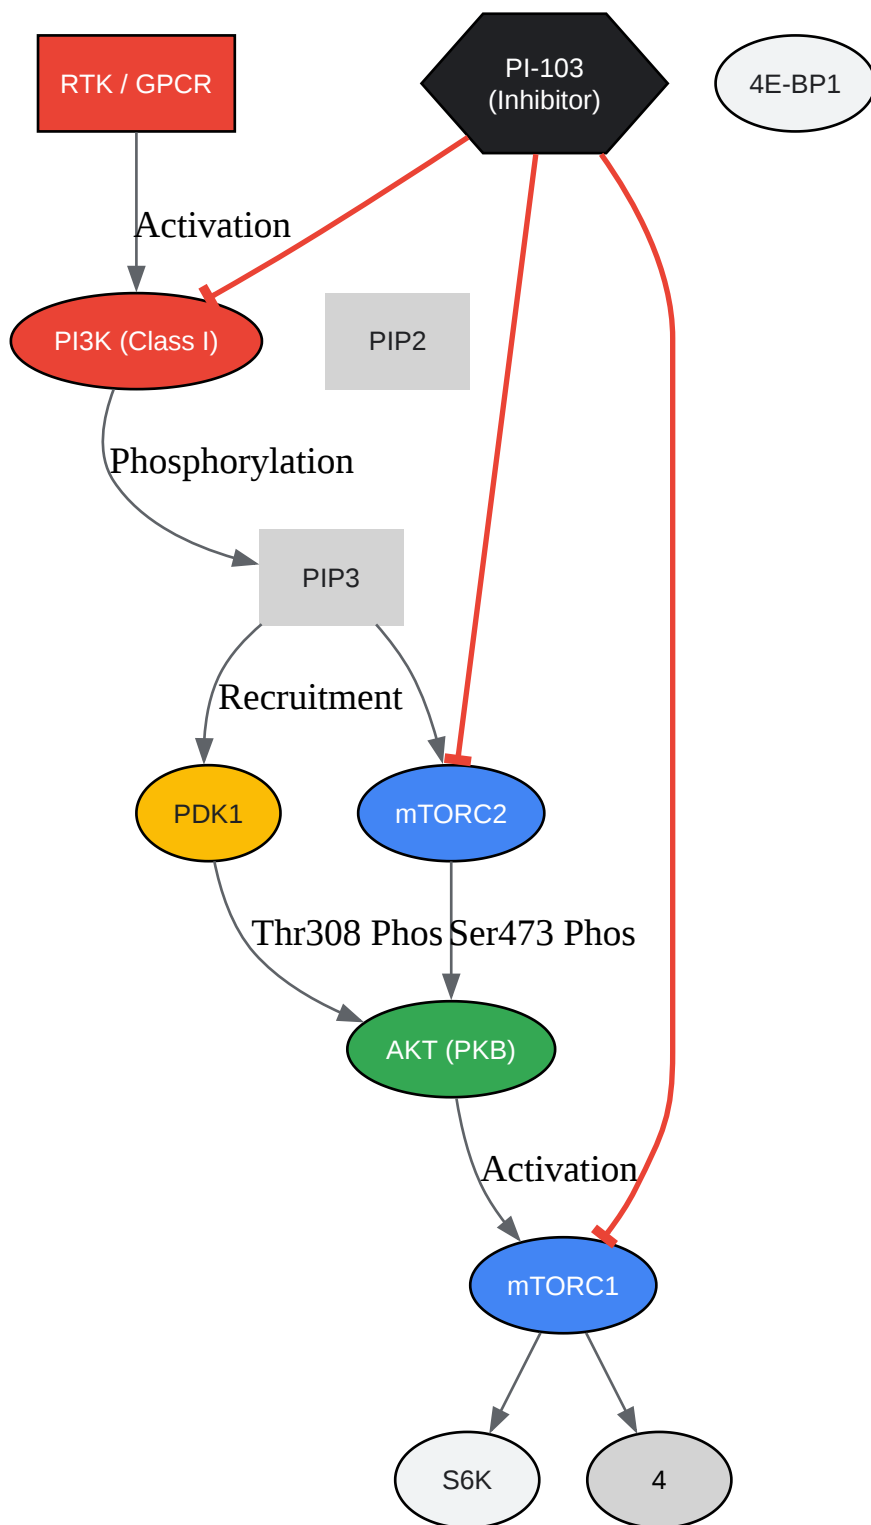 RTK / GPCR
PI-103
(Inhibitor)
4E-BP1
Activation
PI3K (Class I)
PIP2
Phosphorylation
PIP3
Recruitment
PDK1
mTORC2
Thr308 Phos
Ser473 Phos
AKT (PKB)
Activation
mTORC1
S6K
4